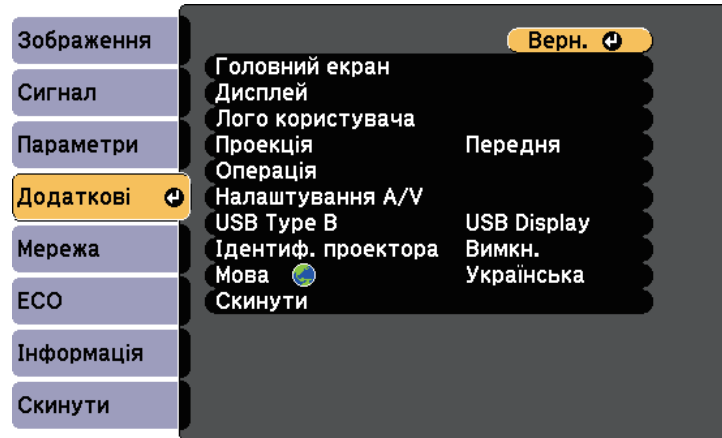 Зображення
Сигнал
Параметри
Додаткові
Мережа
ECO
Інформація
Скинути
Верн.
Головний екран
Дисплей
Лого користувача
Проекція Передня
Операція
Налаштування A/V
USB Type B USB Display
Ідентиф. проектора Вимкн.
Мова Українська
Скинути